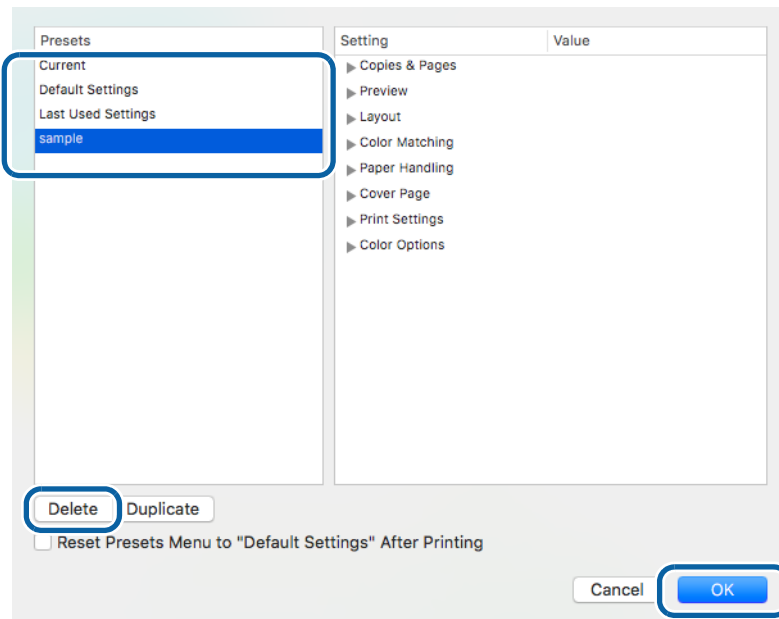 Presets
Current
Default Settings
Last Used Settings
sample
Setting Value
Copies & Pages
Preview
Layout
Color Matching
Paper Handling
Cover Page
Print Settings
Color Options
Delete Duplicate
Reset Presets Menu to "Default Settings" After Printing
Cancel OK